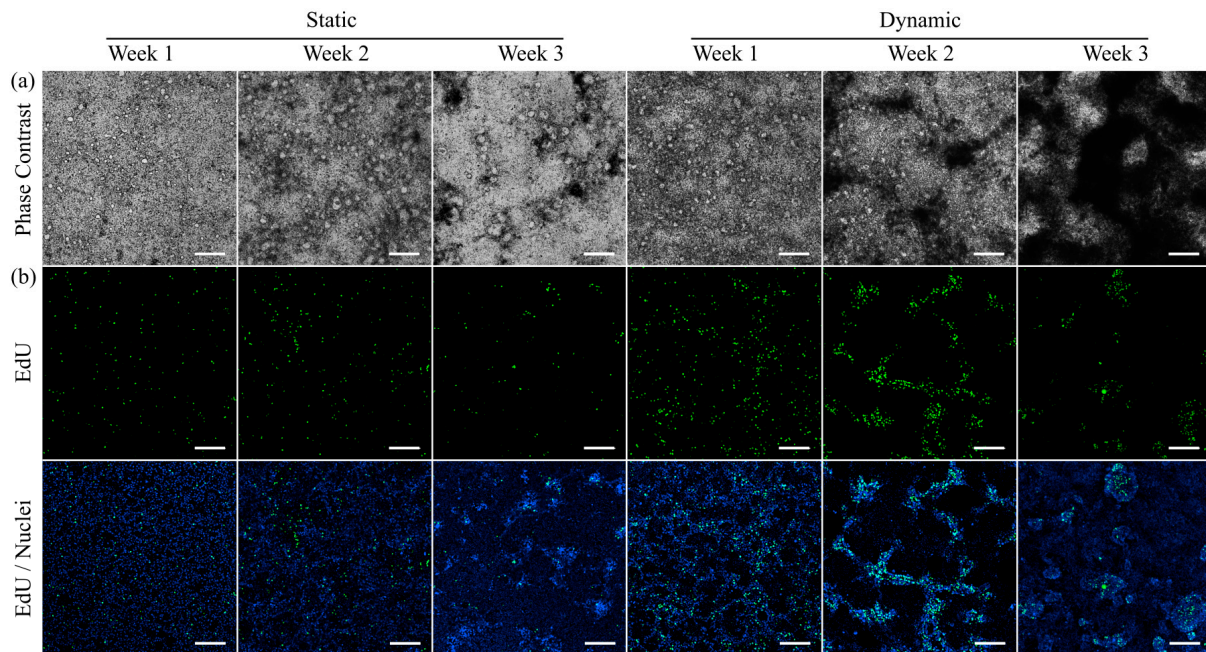 Static Dynamic
Week 1 Week 2 Week 3 Week 1 Week 2 Week 3
(a)
Phase Contrast
(b)
EdU
EdU / Nuclei